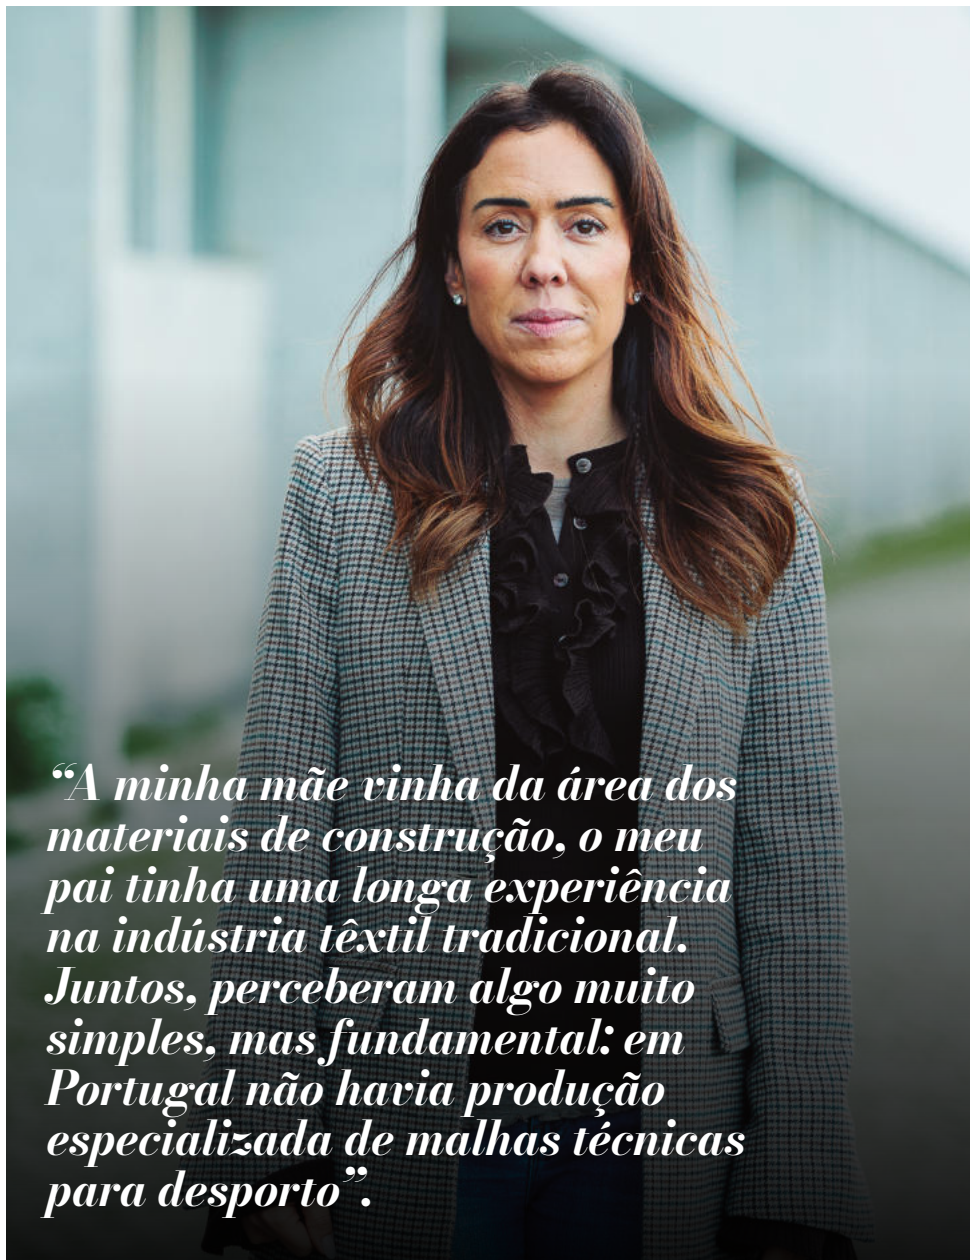 “A minha mãe vinha da área dos
materiais de construção, o meu
pai tinha uma longa experiência
na indústria têxtil tradicional.
Juntos, perceberam algo muito
simples, mas fundamental: em
Portugal não havia produção
especializada de malhas técnicas
para desporto”.